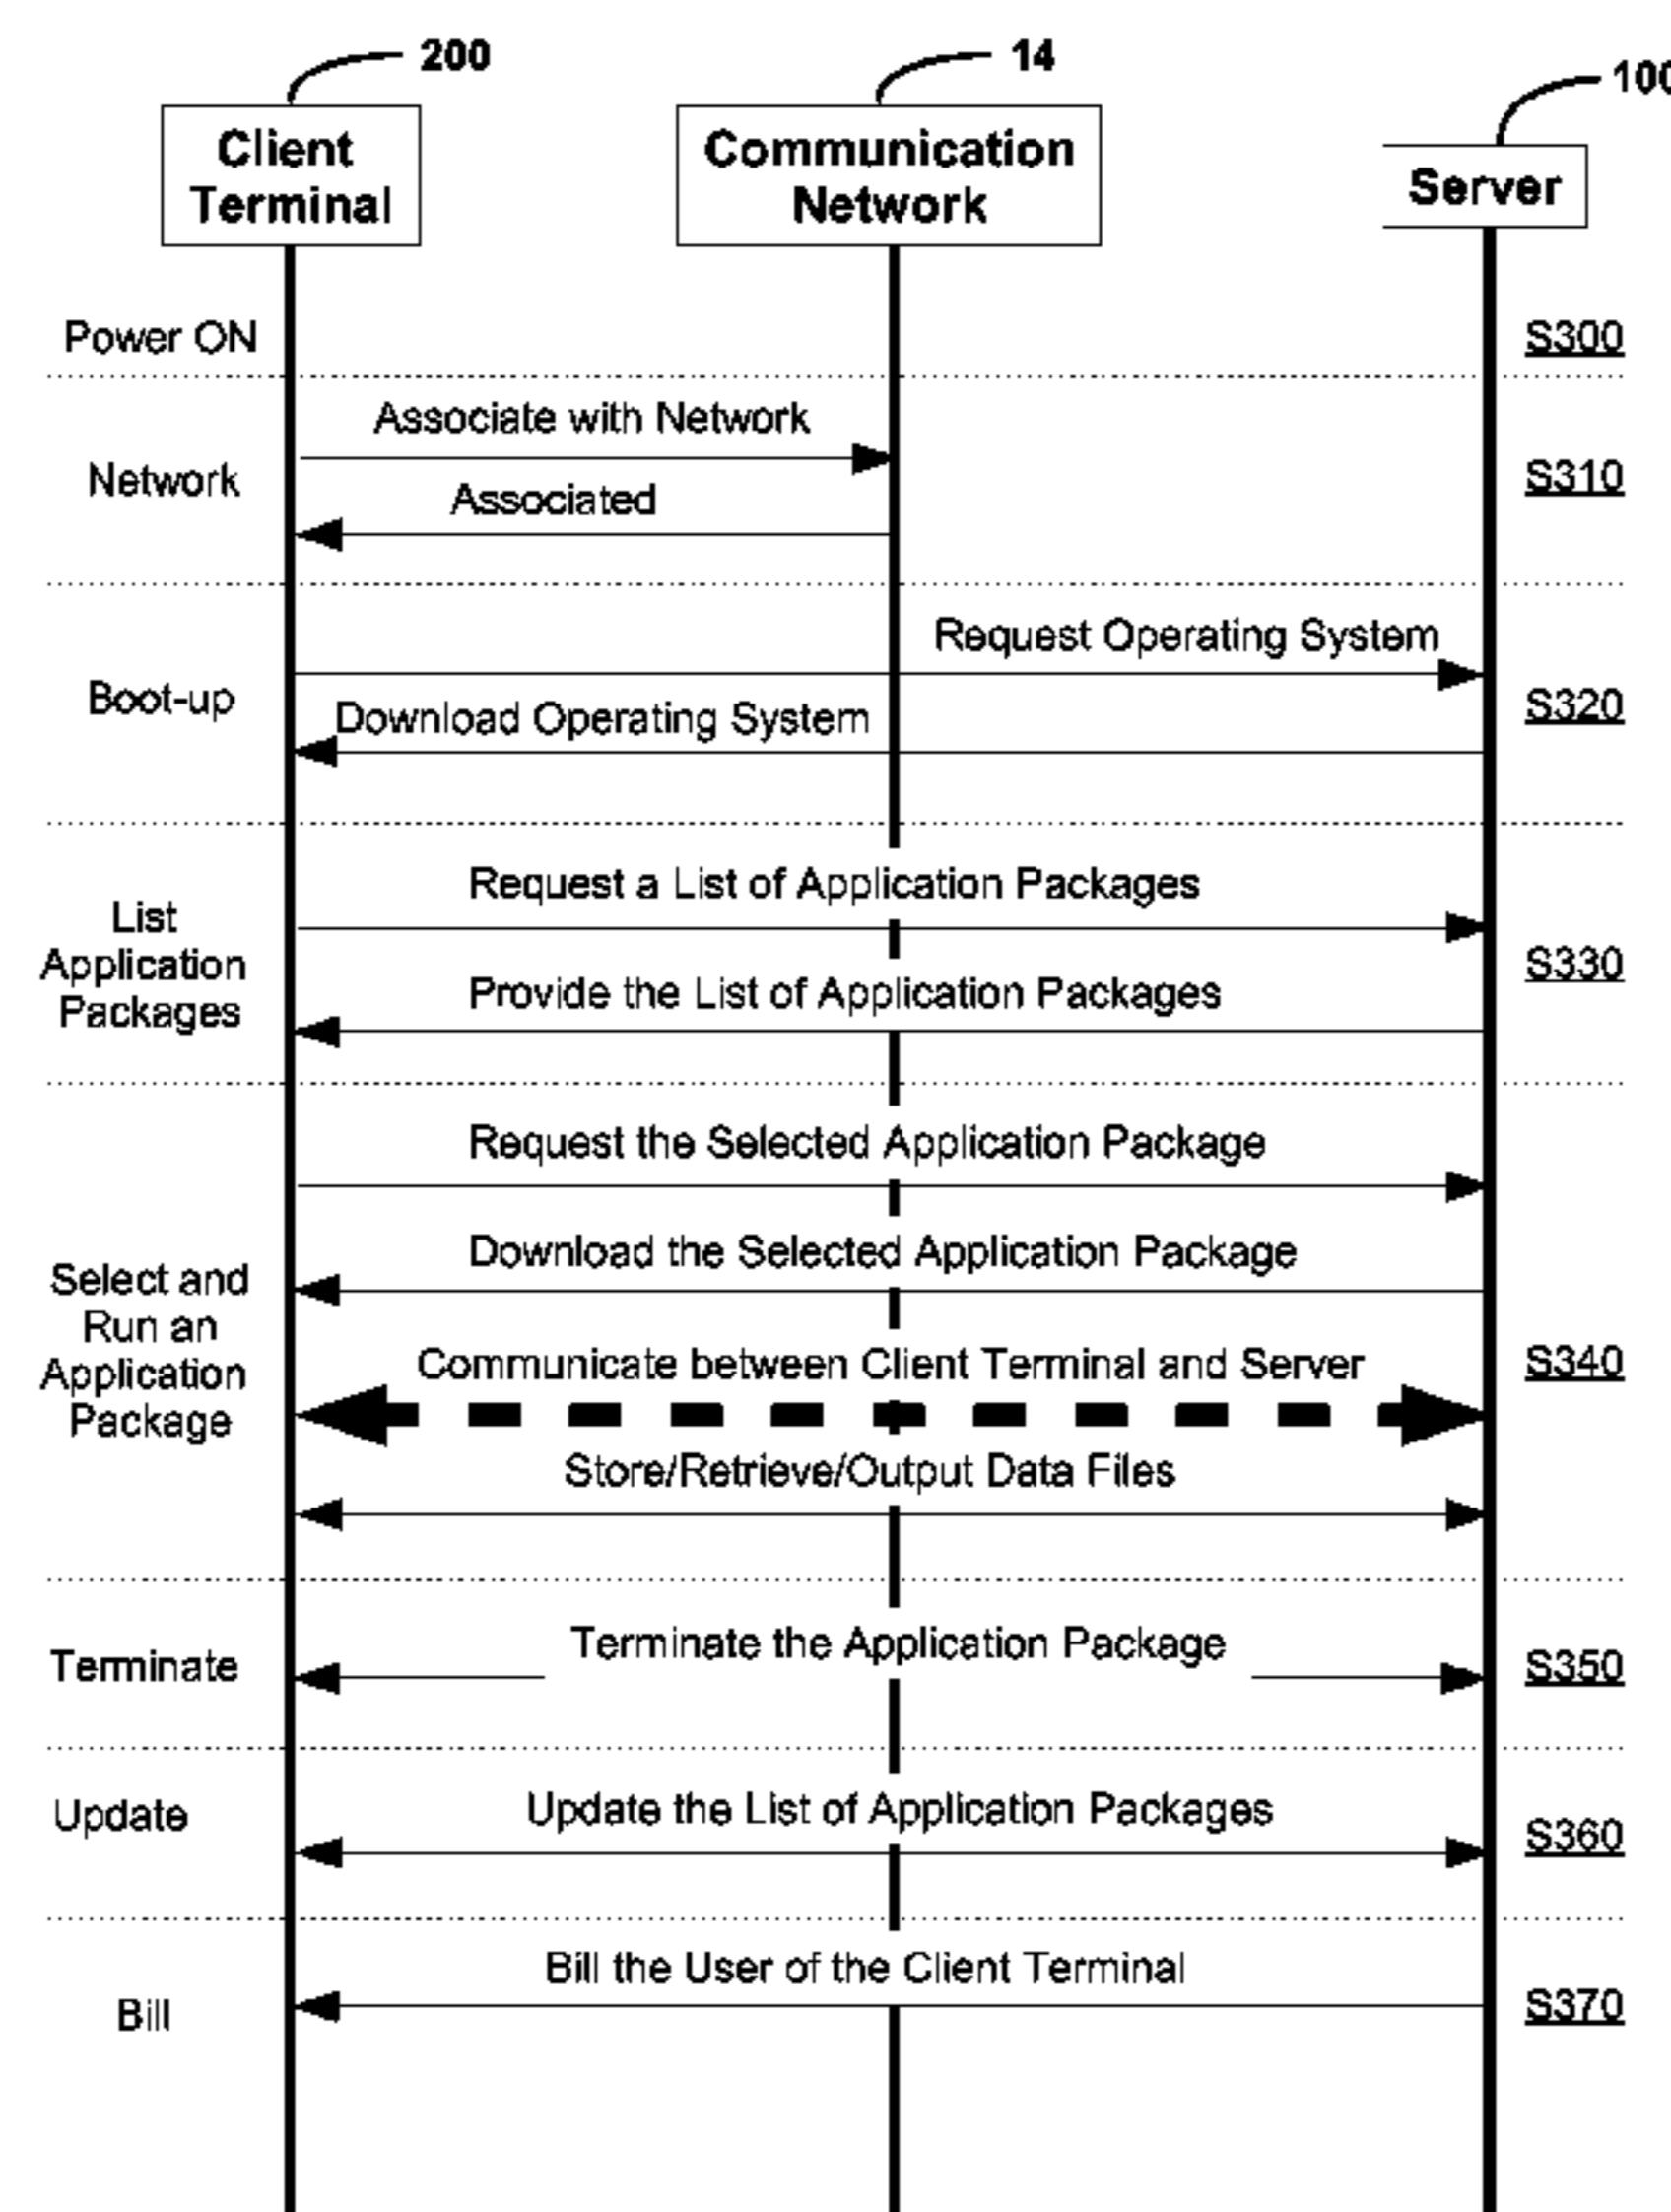 200
14
100
Client
Terminal
Communication
Network
Server
Power ON
S300
Associate with Network
Network
S310
Associated
Request Operating System
Boot-up
S320
Download Operating System
Request a List of Application Packages
List
Application
Packages
S330
Provide the List of Application Packages
Request the Selected Application Package
Download the Selected Application Package
Select and
Run an
Application
Package
Communicate between Client Terminal and Server
S340
Store/Retrieve/Output Data Files
Terminate the Application Package
Terminate
S350
Update the List of Application Packages
Update
S360
Bill the User of the Client Terminal
Bill
S370